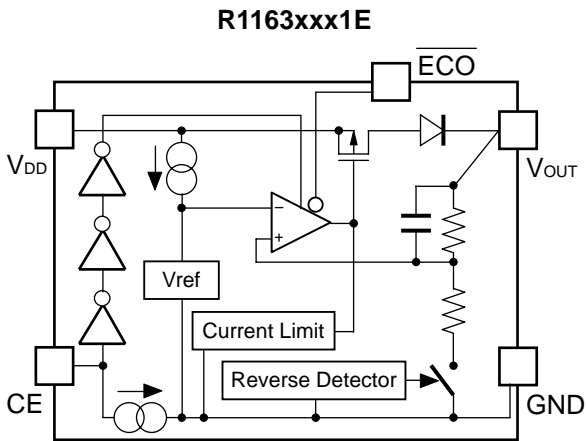 R1163xxx1E
ECO
VDD
VOUT
−
+
Vref
Current Limit
Reverse Detector
CE
GND